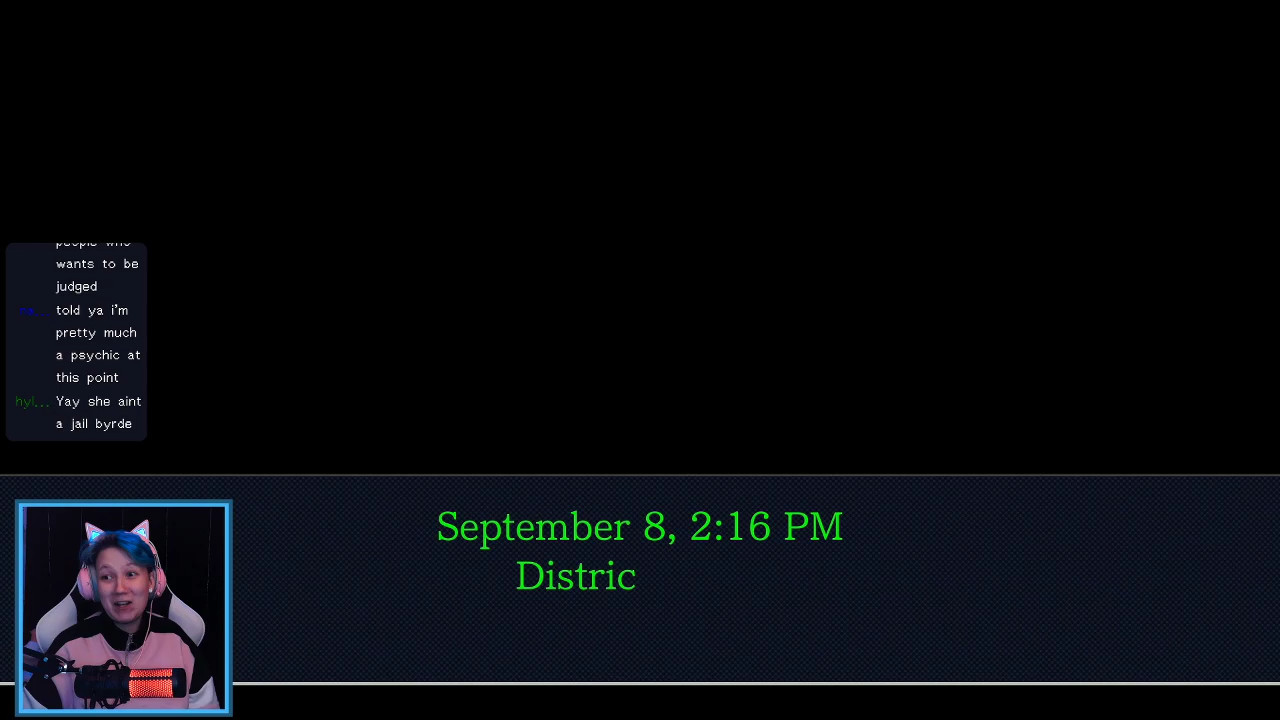 wants to be
judged
told ya i'm
pretty much
a psychic at
this point
hyl... Yay she aint
a jail byrde
September 8, 2:16 PM
Distric